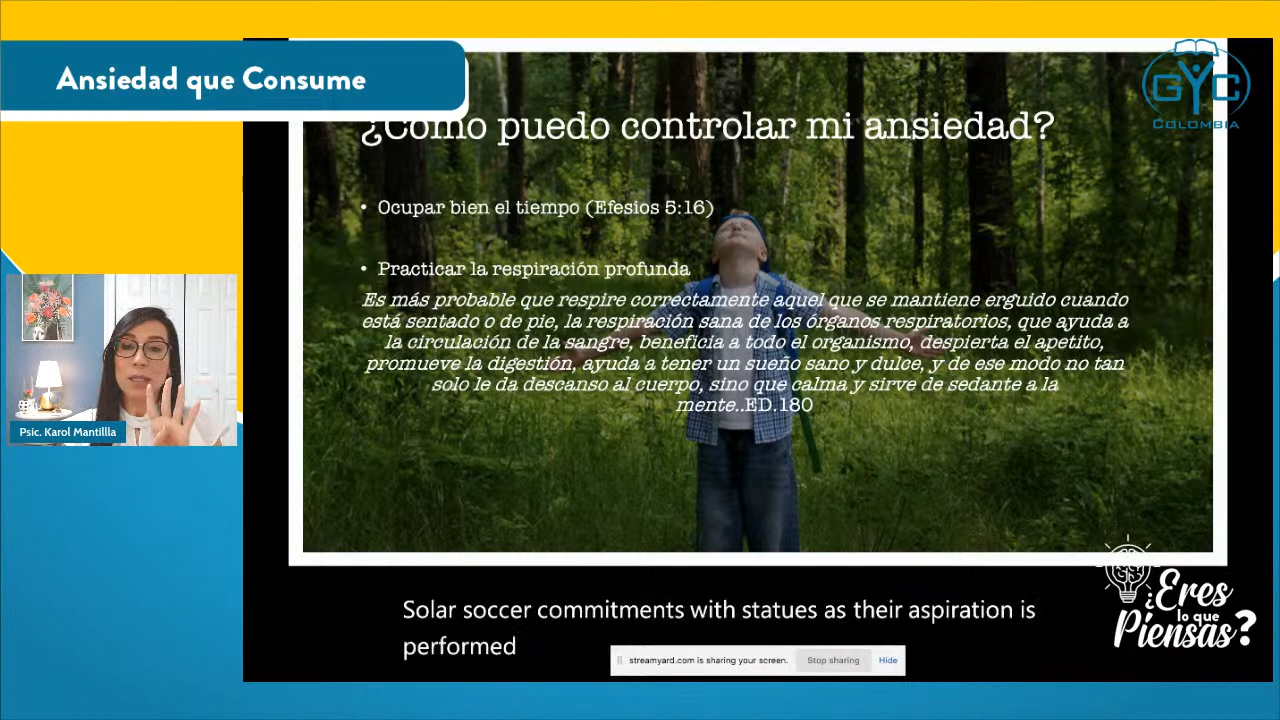 Ansiedad que Consume
GYC
COLOMBIA
¿Cómo puedo controlar mi ansiedad?
• Ocupar bien el tiempo (Efesios 5:16)
• Practicar la respiración profunda
Es más probable que respire correctamente aquel que se mantiene erguido cuando
está sentado o de pie, la respiración sana de los órganos respiratorios, que ayuda a
la circulación de la sangre, beneficia a todo el organismo, despierta el apetito,
promueve la digestión, ayuda a tener un sueño sano y dulce, y de ese modo no tan
solo le da descanso al cuerpo, sino que calma y sirve de sedante a la
mente..ED.180
Psic. Karol Mantillla
Solar soccer commitments with statues as their aspiration is
performed
streamyard.com is sharing your screen.
Stop sharing
Hide
¿Eres
lo que
Piensas?